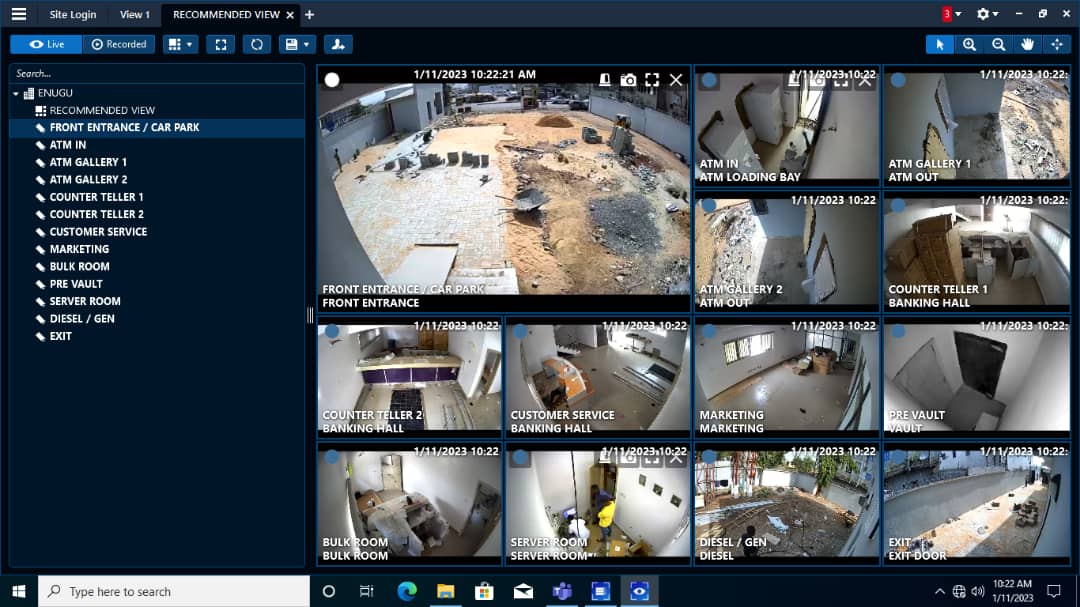 Site Login View 1 RECOMMENDED VIEW 3
Live Recorded
Search...
ENUGU
RECOMMENDED VIEW
FRONT ENTRANCE / CAR PARK
ATM IN
ATM GALLERY 1
ATM GALLERY 2
COUNTER TELLER 1
COUNTER TELLER 2
CUSTOMER SERVICE
MARKETING
BULK ROOM
PRE VAULT
SERVER ROOM
DIESEL / GEN
EXIT
1/11/2023 10:22:21 AM
FRONT ENTRANCE / CAR PARK
FRONT ENTRANCE
1/11/2023 10:22
ATM IN
ATM LOADING BAY
1/11/2023 10:22:
ATM GALLERY 1
ATM OUT
1/11/2023 10:22
ATM GALLERY 2
ATM OUT
1/11/2023 10:22:
COUNTER TELLER 1
BANKING HALL
1/11/2023 10:22
COUNTER TELLER 2
BANKING HALL
1/11/2023 10:22
CUSTOMER SERVICE
BANKING HALL
1/11/2023 10:22
MARKETING
MARKETING
1/11/2023 10:22:
PRE VAULT
VAULT
1/11/2023 10:22
BULK ROOM
BULK ROOM
1/11/2023 10:22
SERVER ROOM
SERVER ROOM
1/11/2023 10:22
DIESEL / GEN
DIESEL
1/11/2023 10:22:
EXIT
EXIT DOOR
Type here to search
10:22 AM
1/11/2023